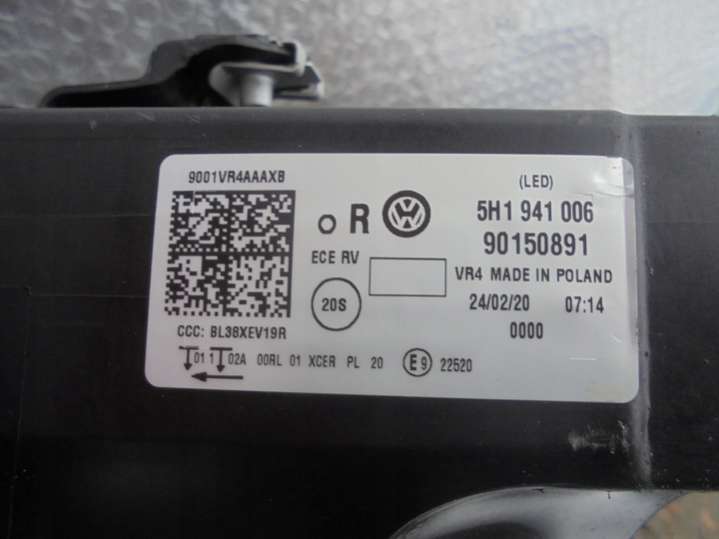 9001VR4AAAXB
(LED)
o R VW 5H1 941 006
ECE RV 90150891
VR4 MADE IN POLAND
20S 24/02/20 07:14
CCC: BL38XEV19R 0000
01 1 02A 00RL 01 XCER PL 20 E9 22520